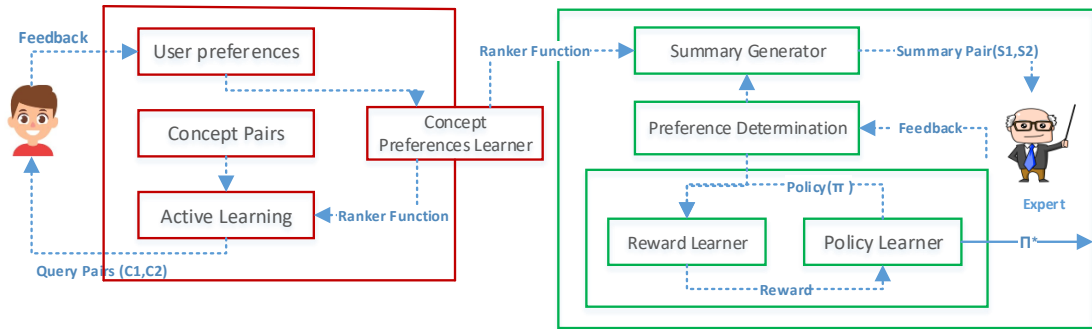 Feedback
User preferences
Concept Pairs
Active Learning
Query Pairs (C1,C2)
Concept
Preferences Learner
Ranker Function
Ranker Function
Summary Generator
Summary Pair(S1,S2)
Preference Determination
Feedback
Expert
Policy(π )
Reward Learner
Policy Learner
Reward
Π*